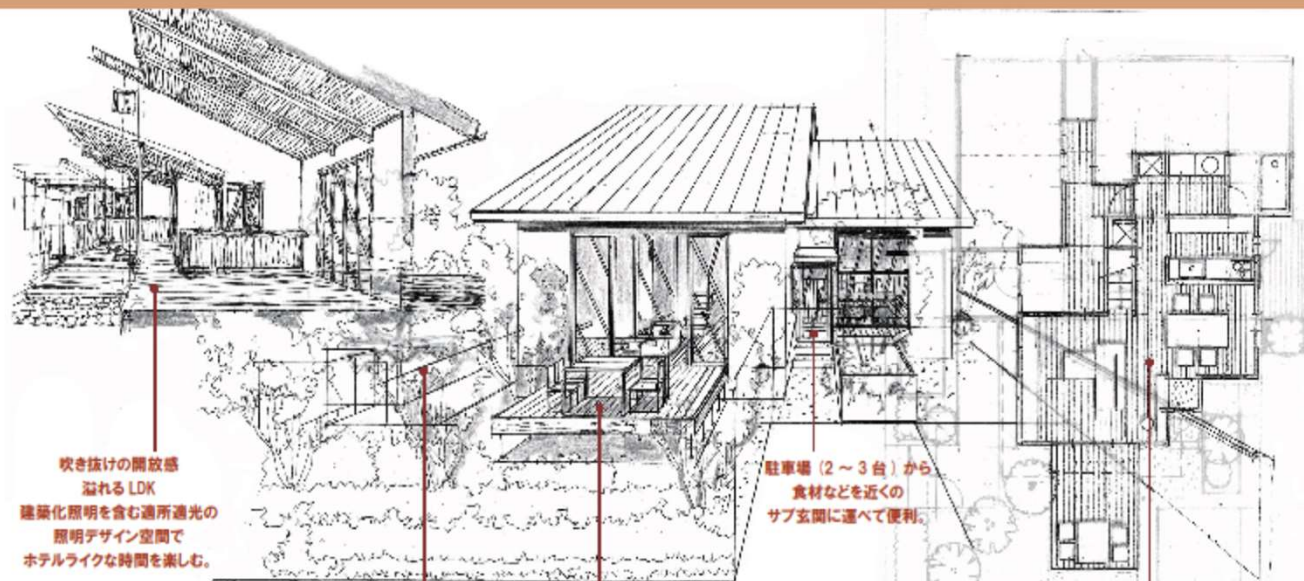 吹き抜けの開放感
溢れる LDK
建築化照明を含む適所適光の
照明デザイン空間で
ホテルライクな時間を楽しむ。
駐車場（2 ～ 3 台）から
食材などを近くの
サブ玄関に運べて便利。